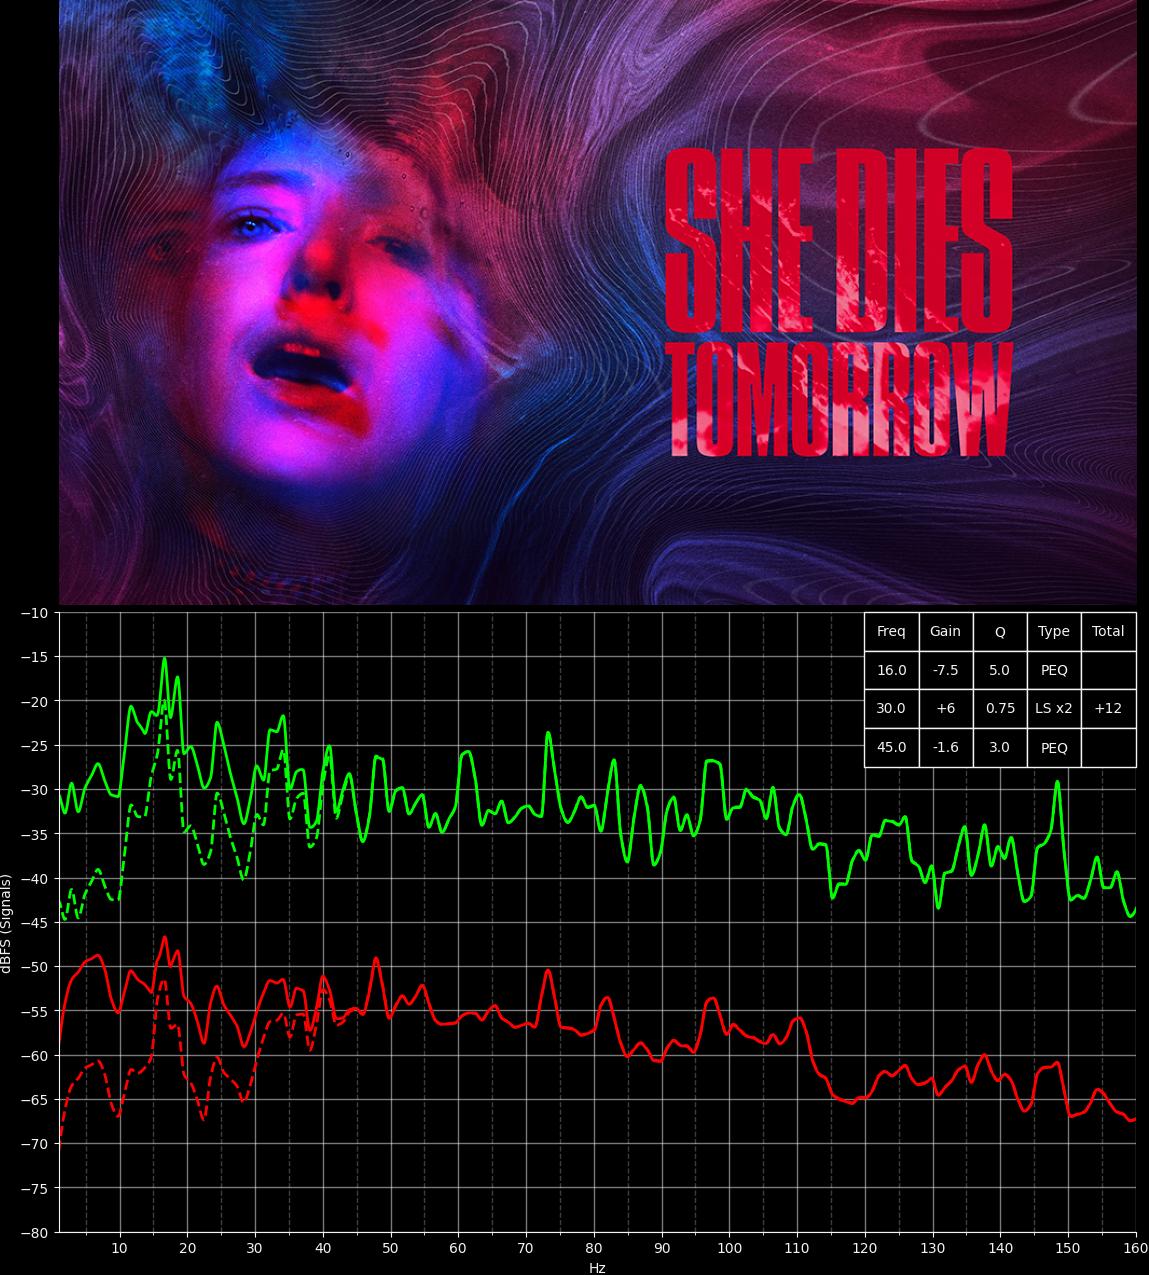 SHE DIES
TOMORROW
Freq Gain Q Type Total
16.0 -7.5 5.0 PEQ
30.0 +6 0.75 LS x2 +12
45.0 -1.6 3.0 PEQ
−10
−15
−20
−25
−30
−35
−40
−45
−50
−55
−60
−65
−70
−75
−80
dBFS (Signals)
10 20 30 40 50 60 70 80 90 100 110 120 130 140 150 160
Hz